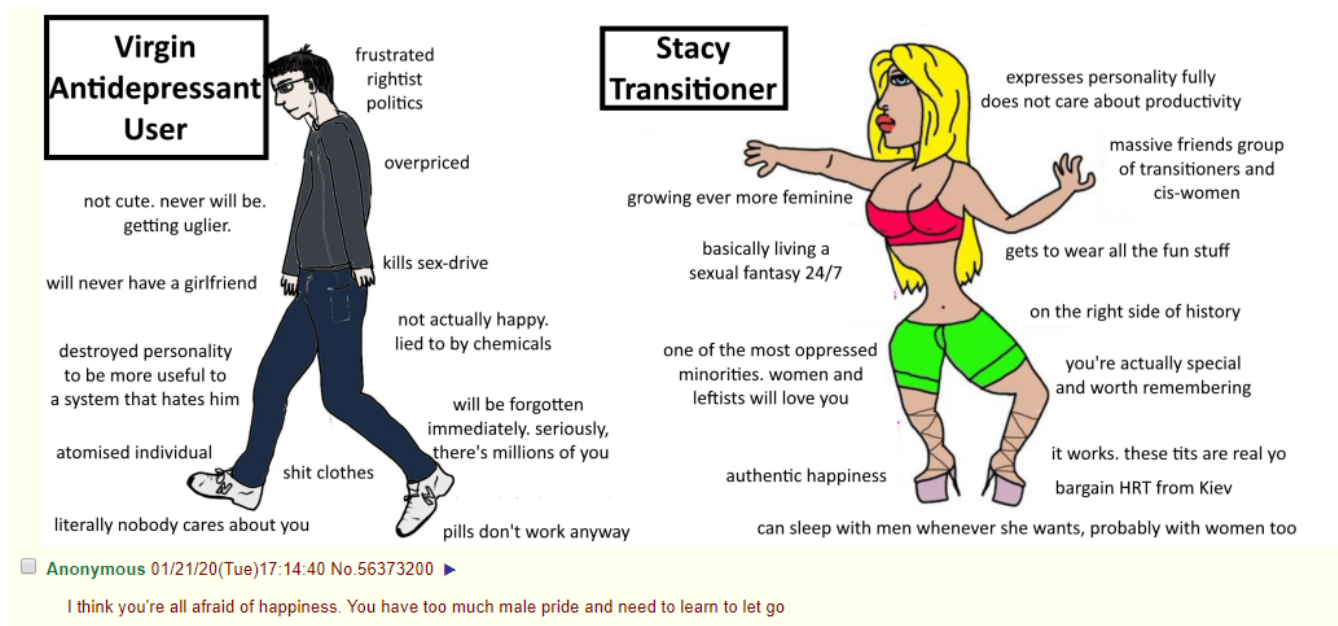 Virgin
Antidepressant
User
frustrated
rightist
politics
overpriced
not cute. never will be.
getting uglier.
kills sex-drive
will never have a girlfriend
not actually happy.
lied to by chemicals
destroyed personality
to be more useful to
a system that hates him
will be forgotten
immediately. seriously,
there's millions of you
atomised individual
shit clothes
literally nobody cares about you
pills don't work anyway
Stacy
Transitioner
expresses personality fully
does not care about productivity
massive friends group
of transitioners and
cis-women
growing ever more feminine
basically living a
sexual fantasy 24/7
gets to wear all the fun stuff
on the right side of history
one of the most oppressed
minorities. women and
leftists will love you
you're actually special
and worth remembering
authentic happiness
it works. these tits are real yo
bargain HRT from Kiev
can sleep with men whenever she wants, probably with women too
Anonymous 01/21/20(Tue)17:14:40 No.56373200 ▶
I think you're all afraid of happiness. You have too much male pride and need to learn to let go